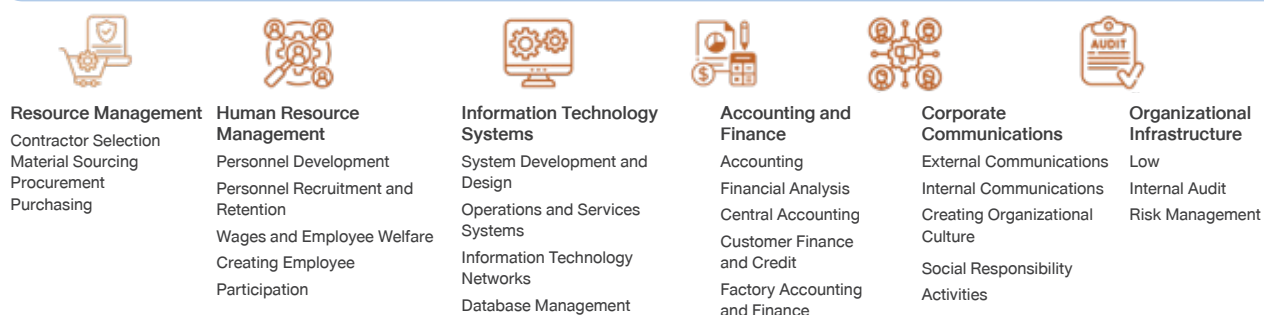 AUDIT
Resource Management
Contractor Selection
Material Sourcing
Procurement
Purchasing
Human Resource
Management
Personnel Development
Personnel Recruitment and
Retention
Wages and Employee Welfare
Creating Employee
Participation
Information Technology
Systems
System Development and
Design
Operations and Services
Systems
Information Technology
Networks
Database Management
Accounting and
Finance
Accounting
Financial Analysis
Central Accounting
Customer Finance
and Credit
Factory Accounting
and Finance
Corporate
Communications
External Communications
Internal Communications
Creating Organizational
Culture
Social Responsibility
Activities
Organizational
Infrastructure
Low
Internal Audit
Risk Management